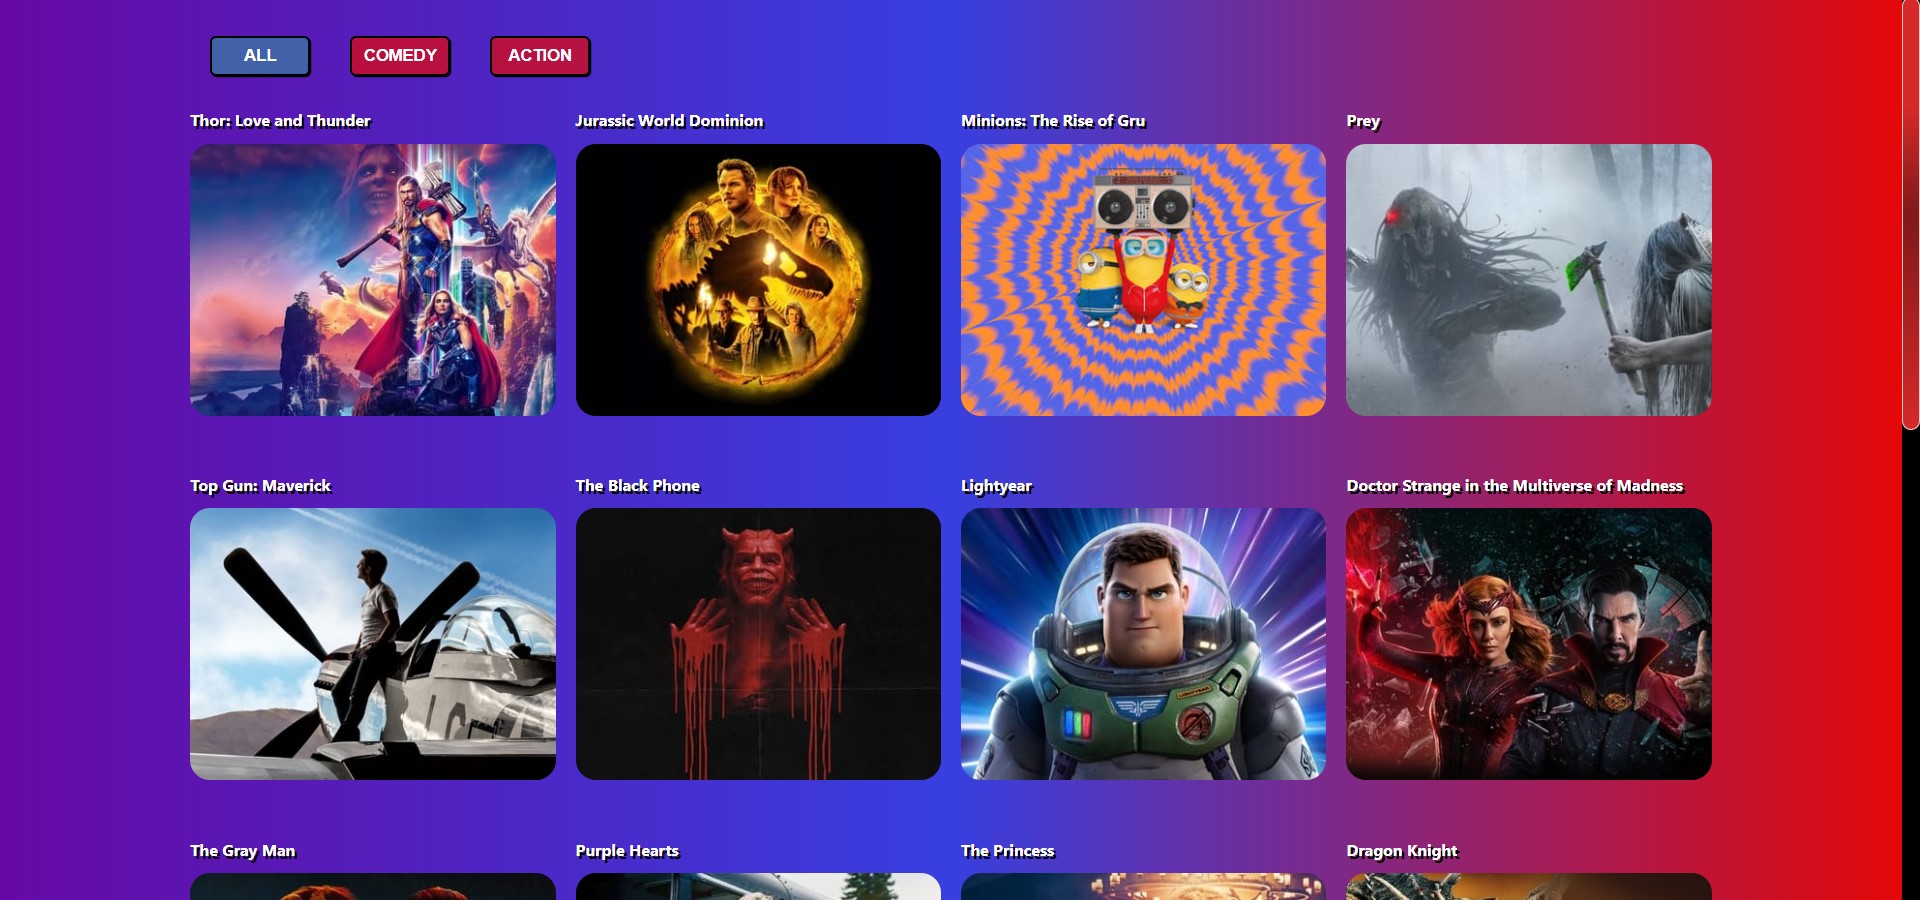 ALL
COMEDY
ACTION
Thor: Love and Thunder
Jurassic World Dominion
Minions: The Rise of Gru
Prey
Top Gun: Maverick
The Black Phone
Lightyear
Doctor Strange in the Multiverse of Madness
LIGHTYEAR
The Gray Man
Purple Hearts
The Princess
Dragon Knight